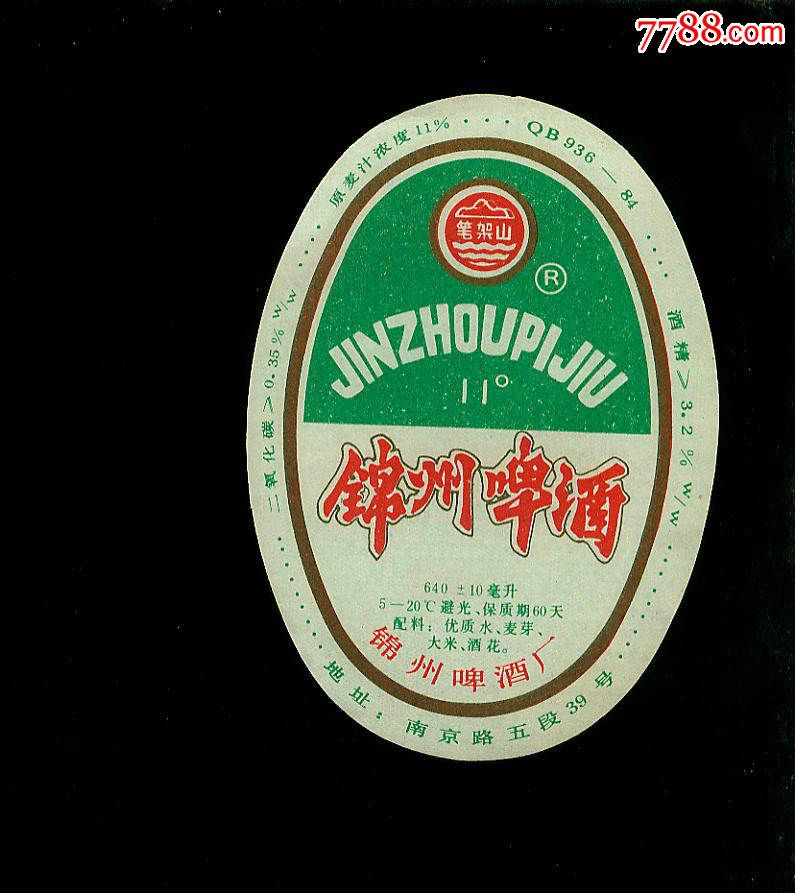 7788.com
原麦汁浓度11% · · · QB936—84 · · · · ·
酒精>3.2% w/w · · · · ·
二氧化碳>0.35% w/w · · · · ·
笔架山
®
JINZHOUPIJIU
11°
锦州啤酒
640 ±10毫升
5—20℃避光、保质期60天
配料：优质水、麦芽、
大米、酒花。
锦州啤酒厂
地址：南京路五段39号